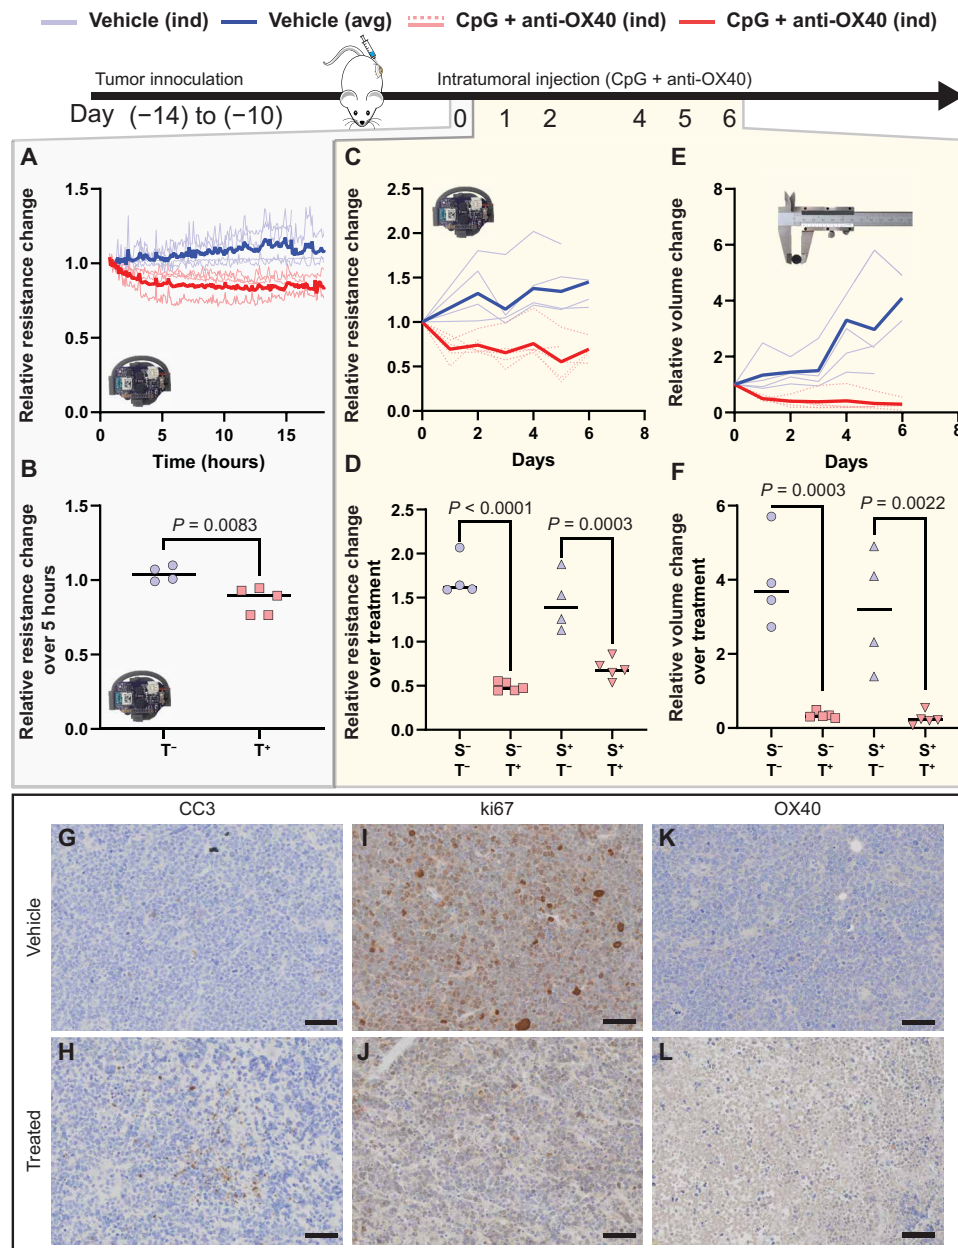 Vehicle (ind) Vehicle (avg) CpG + anti-OX40 (ind) CpG + anti-OX40 (ind)
Tumor innoculation Intratumoral injection (CpG + anti-OX40)
Day (−14) to (−10) 0 1 2 4 5 6
A
Relative resistance change
1.5
1.0
0.5
0.0
0 5 10 15
Time (hours)
B
Relative resistance change
over 5 hours
1.5
1.0
0.5
0.0
P = 0.0083
T− T+
C
Relative resistance change
2.5
2.0
1.5
1.0
0.5
0.0
0 2 4 6 8
Days
D
Relative resistance change
over treatment
2.5
2.0
1.5
1.0
0.5
0.0
P < 0.0001
P = 0.0003
S− S− S+ S+
T− T+ T− T+
E
Relative volume change
8
6
4
2
0
0 2 4 6 8
Days
F
Relative volume change
over treatment
6
4
2
0
P = 0.0003
P = 0.0022
S− S− S+ S+
T− T+ T− T+
CC3 ki67 OX40
Vehicle
G I K
Treated
H J L